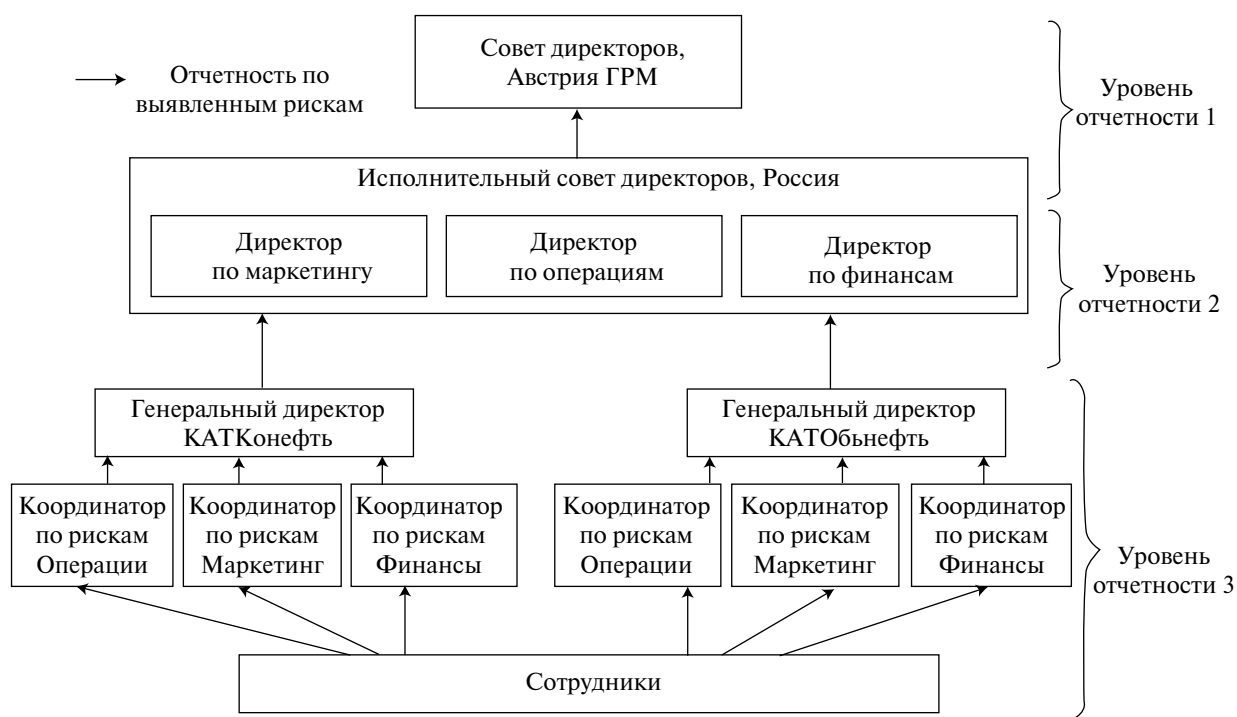 Совет директоров,
Австрия ГРМ
Отчетность по
выявленным рискам
Уровень
отчетности 1
Исполнительный совет директоров, Россия
Директор
по маркетингу
Директор
по операциям
Директор
по финансам
Уровень
отчетности 2
Генеральный директор
КАТКонефть
Генеральный директор
КАТОбьнефть
Координатор
по рискам
Операции
Координатор
по рискам
Маркетинг
Координатор
по рискам
Финансы
Координатор
по рискам
Операции
Координатор
по рискам
Маркетинг
Координатор
по рискам
Финансы
Уровень
отчетности 3
Сотрудники